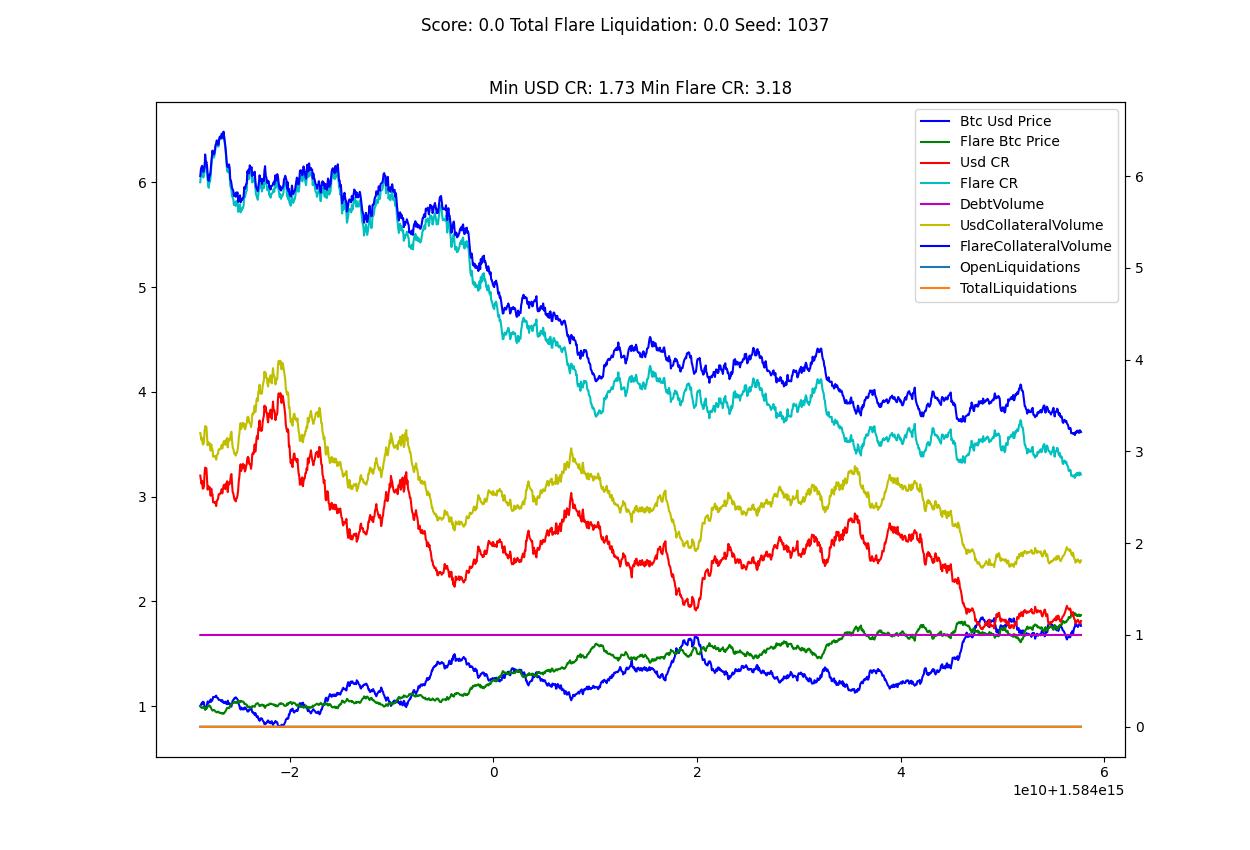 Score: 0.0 Total Flare Liquidation: 0.0 Seed: 1037
Min USD CR: 1.73 Min Flare CR: 3.18
Btc Usd Price
Flare Btc Price
Usd CR
Flare CR
DebtVolume
UsdCollateralVolume
FlareCollateralVolume
OpenLiquidations
TotalLiquidations
6
5
4
3
2
1
6
5
4
3
2
1
0
−2
0
2
4
6
1e10+1.584e15